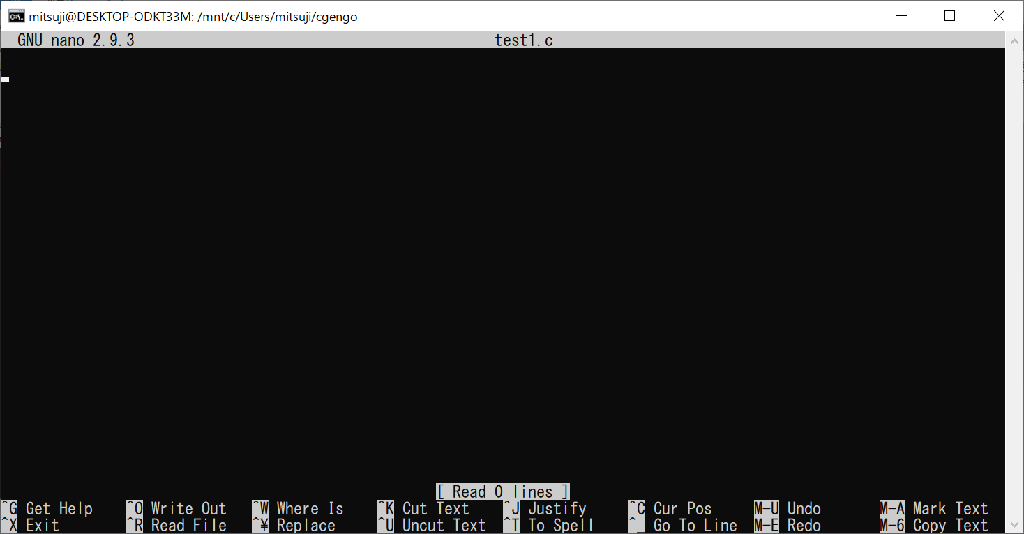 mitsuji@DESKTOP-ODKT33M: /mnt/c/Users/mitsuji/cgengo
GNU nano 2.9.3 test1.c
[ Read 0 lines ]
^G Get Help ^O Write Out ^W Where Is ^K Cut Text ^J Justify ^C Cur Pos M-U Undo M-A Mark Text
^X Exit ^R Read File ^¥ Replace ^U Uncut Text ^T To Spell ^_ Go To Line M-E Redo M-6 Copy Text